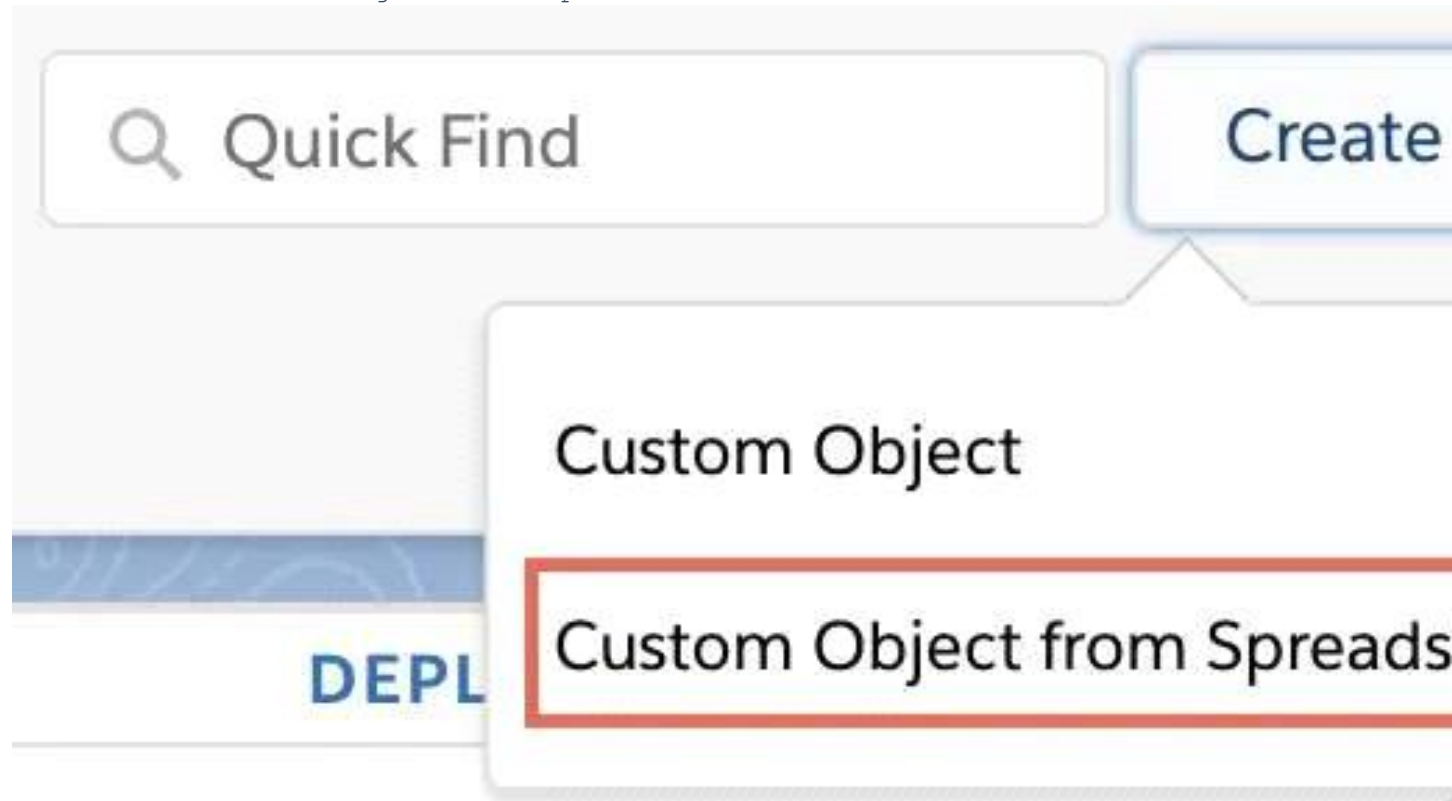 Quick Find
Create
Custom Object
Custom Object from Spreads
DEPL